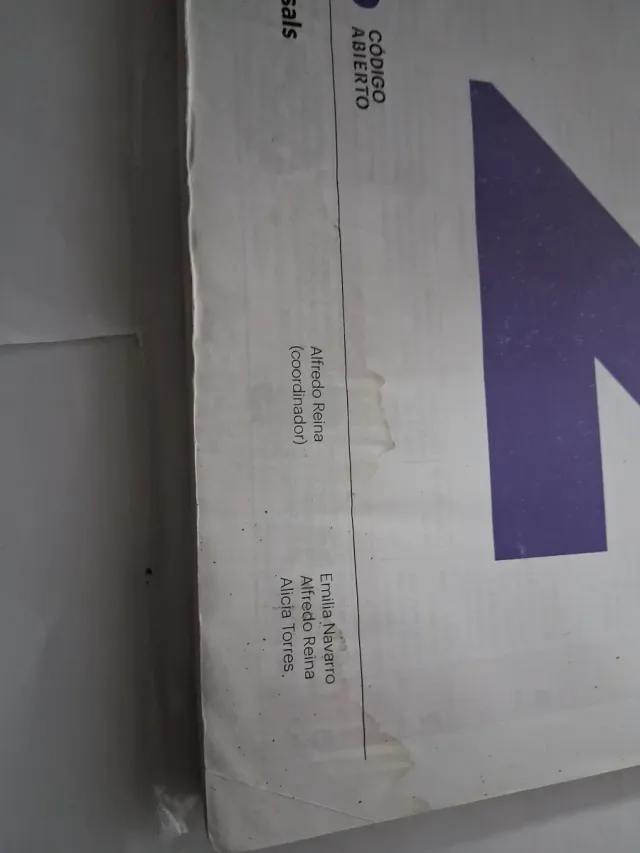 CÓDIGO
ABIERTO
sals
Alfredo Reina
(coordinador)
Emilia Navarro
Alfredo Reina
Alicia Torres